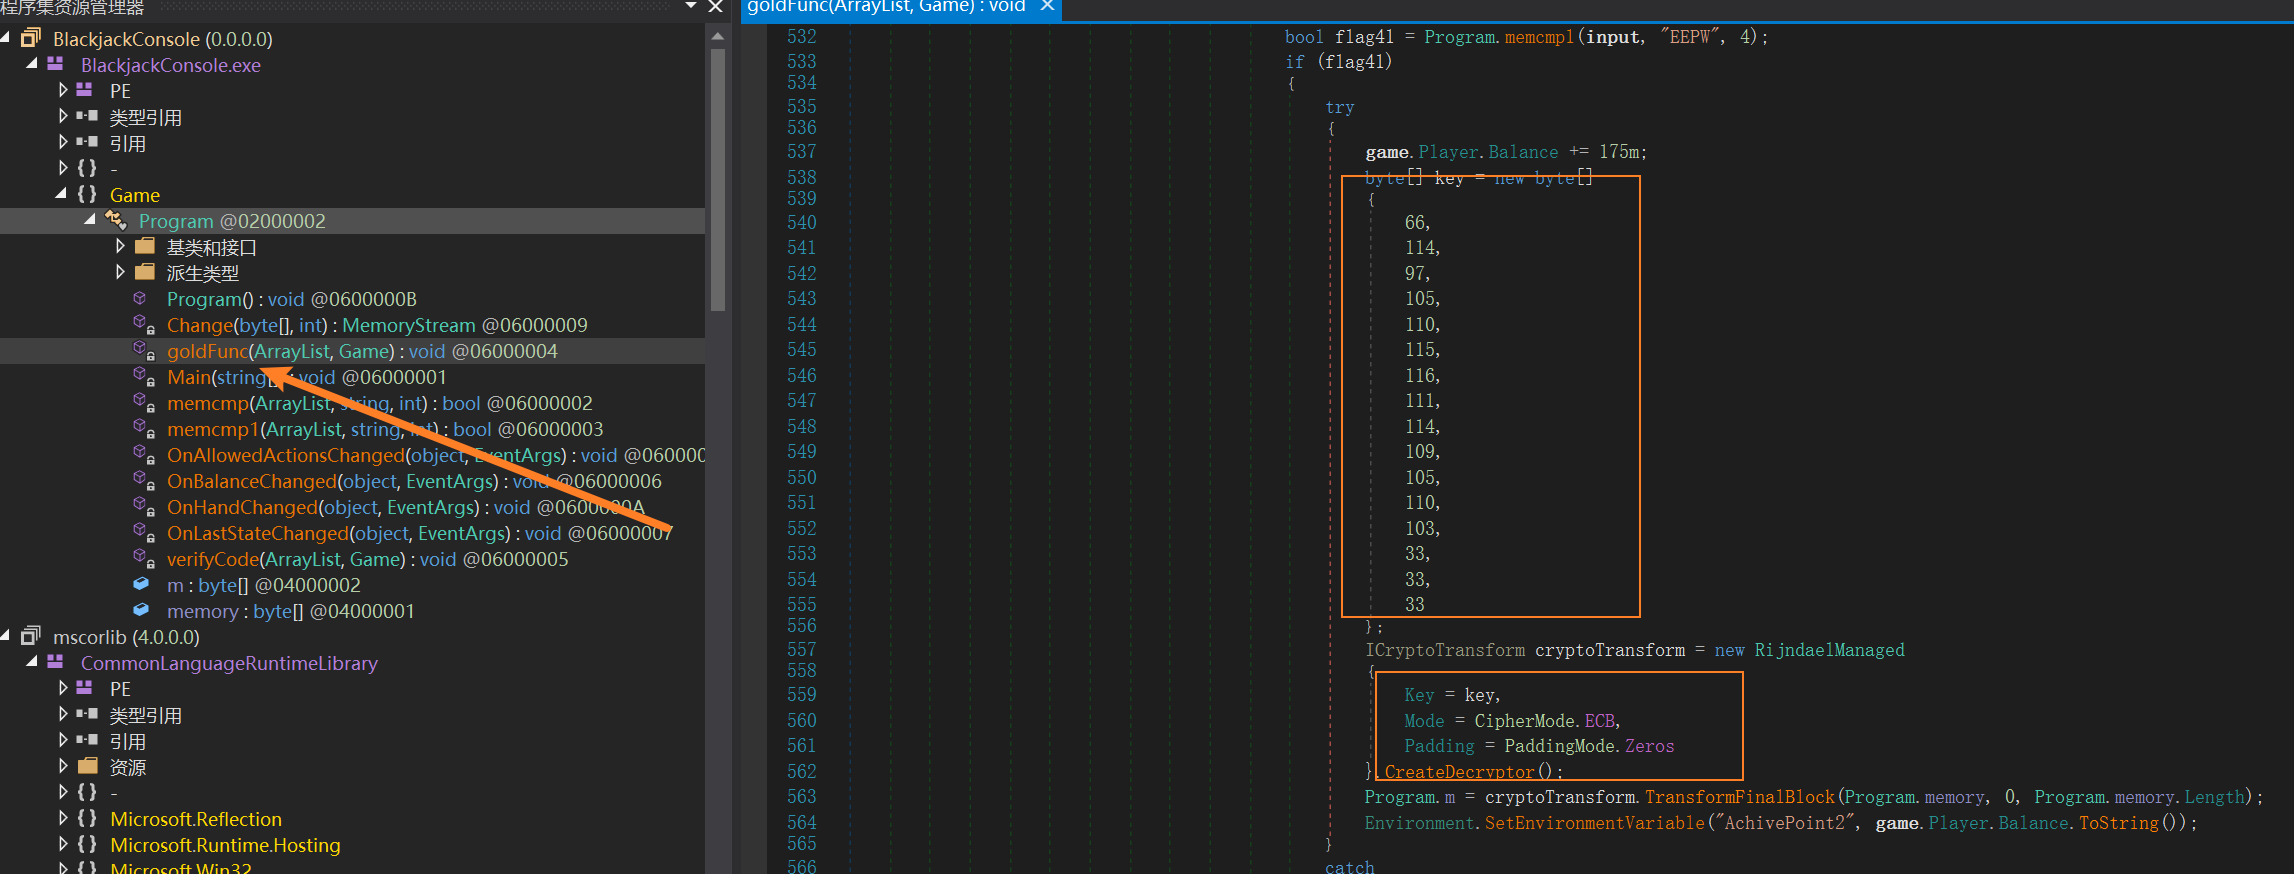 程序集资源管理器
BlackjackConsole (0.0.0.0)
BlackjackConsole.exe
PE
类型引用
引用
{ } -
{ } Game
Program @02000002
基类和接口
派生类型
Program() : void @0600000B
Change(byte[], int) : MemoryStream @06000009
goldFunc(ArrayList, Game) : void @06000004
Main(string[]) : void @06000001
memcmp(ArrayList, string, int) : bool @06000002
memcmp1(ArrayList, string, int) : bool @06000003
OnAllowedActionsChanged(object, EventArgs) : void @060000
OnBalanceChanged(object, EventArgs) : void @06000006
OnHandChanged(object, EventArgs) : void @0600000A
OnLastStateChanged(object, EventArgs) : void @06000007
verifyCode(ArrayList, Game) : void @06000005
m : byte[] @04000002
memory : byte[] @04000001
mscorlib (4.0.0.0)
CommonLanguageRuntimeLibrary
PE
类型引用
引用
资源
{ } -
{ } Microsoft.Reflection
{ } Microsoft.Runtime.Hosting
{ } Microsoft.Win32
goldFunc(ArrayList, Game) : void ×
532 bool flag41 = Program.memcmp1(input, "EEPW", 4);
533 if (flag41)
534 {
535 try
536 {
537 game.Player.Balance += 175m;
538 byte[] key = new byte[]
539 {
540 66,
541 114,
542 97,
543 105,
544 110,
545 115,
546 116,
547 111,
548 114,
549 109,
550 105,
551 110,
552 103,
553 33,
554 33,
555 33
556 };
557 ICryptoTransform cryptoTransform = new RijndaelManaged
558 {
559 Key = key,
560 Mode = CipherMode.ECB,
561 Padding = PaddingMode.Zeros
562 }.CreateDecryptor();
563 Program.m = cryptoTransform.TransformFinalBlock(Program.memory, 0, Program.memory.Length);
564 Environment.SetEnvironmentVariable("AchivePoint2", game.Player.Balance.ToString());
565 }
566 catch